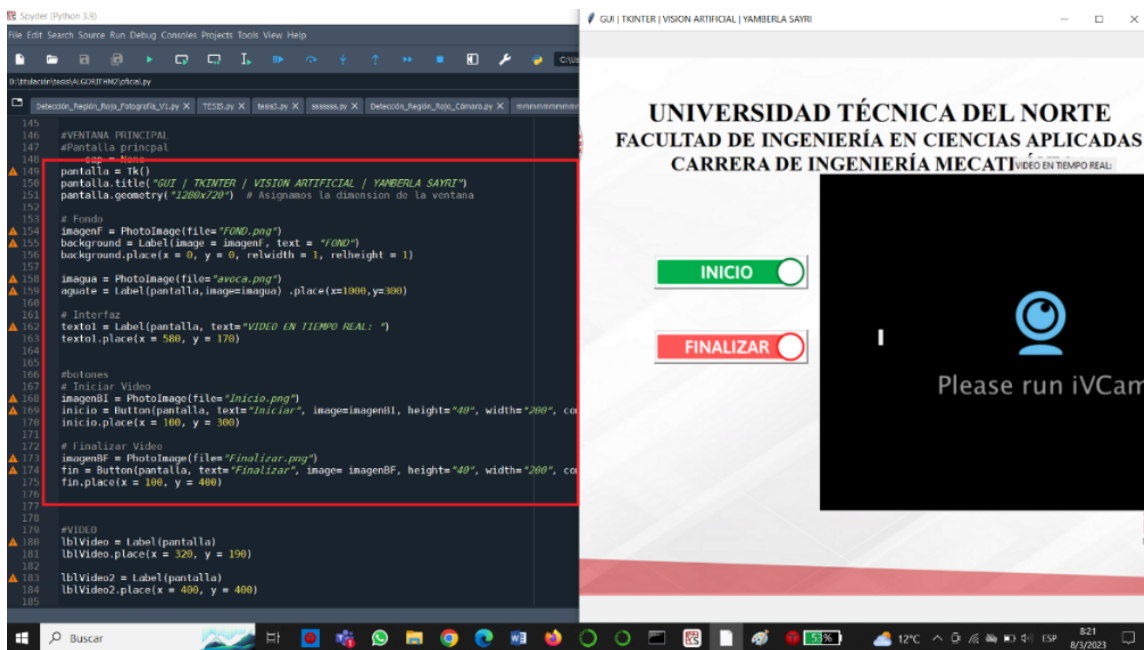 Spyder (Python 3.9)
File Edit Search Source Run Debug Consoles Projects Tools View Help
C:\Us
D:\titulación\tesis\ALGORITHM2\oficial.py
Detección_Región_Rojo_Fotografía_V1.py X TESIS.py X tesis3.py X ssssss.py X Detección_Región_Rojo_Cámara.py X
145
146 #VENTANA PRINCIPAL
147 #Pantalla princpal
148 cap = None
149 pantalla = Tk()
150 pantalla.title("GUI | TKINTER | VISION ARTIFICIAL | YAMBERLA SAYRI")
151 pantalla.geometry("1280x720") # Asignamos la dimension de la ventana
152
153 # Fondo
154 imagenF = PhotoImage(file="FOND.png")
155 background = Label(image = imagenF, text = "FOND")
156 background.place(x = 0, y = 0, relwidth = 1, relheight = 1)
157
158 imagua = PhotoImage(file="avoca.png")
159 aguate = Label(pantalla,image=imagua) .place(x=1000,y=300)
160
161 # Interfaz
162 texto1 = Label(pantalla, text="VIDEO EN TIEMPO REAL: ")
163 texto1.place(x = 580, y = 170)
164
165
166 #botones
167 # Iniciar Video
168 imagenBI = PhotoImage(file="Inicio.png")
169 inicio = Button(pantalla, text="Iniciar", image=imagenBI, height="40", width="200", co
170 inicio.place(x = 100, y = 300)
171
172 # Finalizar Video
173 imagenBF = PhotoImage(file="Finalizar.png")
174 fin = Button(pantalla, text="Finalizar", image= imagenBF, height="40", width="200", co
175 fin.place(x = 100, y = 400)
176
177
178
179 #VIDEO
180 lblVideo = Label(pantalla)
181 lblVideo.place(x = 320, y = 190)
182
183 lblVideo2 = Label(pantalla)
184 lblVideo2.place(x = 400, y = 400)
185
GUI | TKINTER | VISION ARTIFICIAL | YAMBERLA SAYRI
UNIVERSIDAD TÉCNICA DEL NORTE
FACULTAD DE INGENIERÍA EN CIENCIAS APLICADAS
CARRERA DE INGENIERÍA MECATR
VIDEO EN TIEMPO REAL:
INICIO
FINALIZAR
Please run iVCam
Buscar
53%
12°C
ESP
8:21
8/3/2023